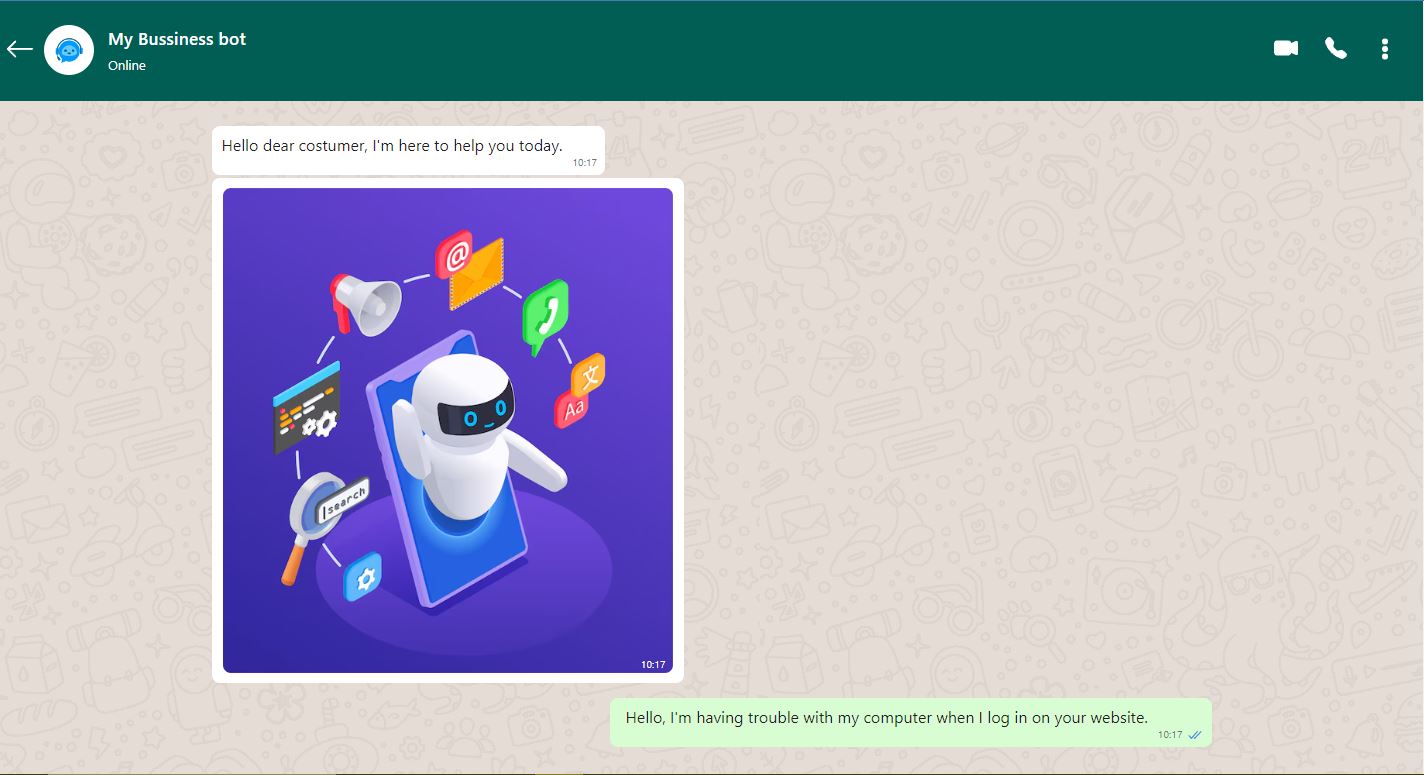 My Bussiness bot
Online
Hello dear costumer, I'm here to help you today.
10:17
@
文
Aa
search
10:17
Hello, I'm having trouble with my computer when I log in on your website.
10:17